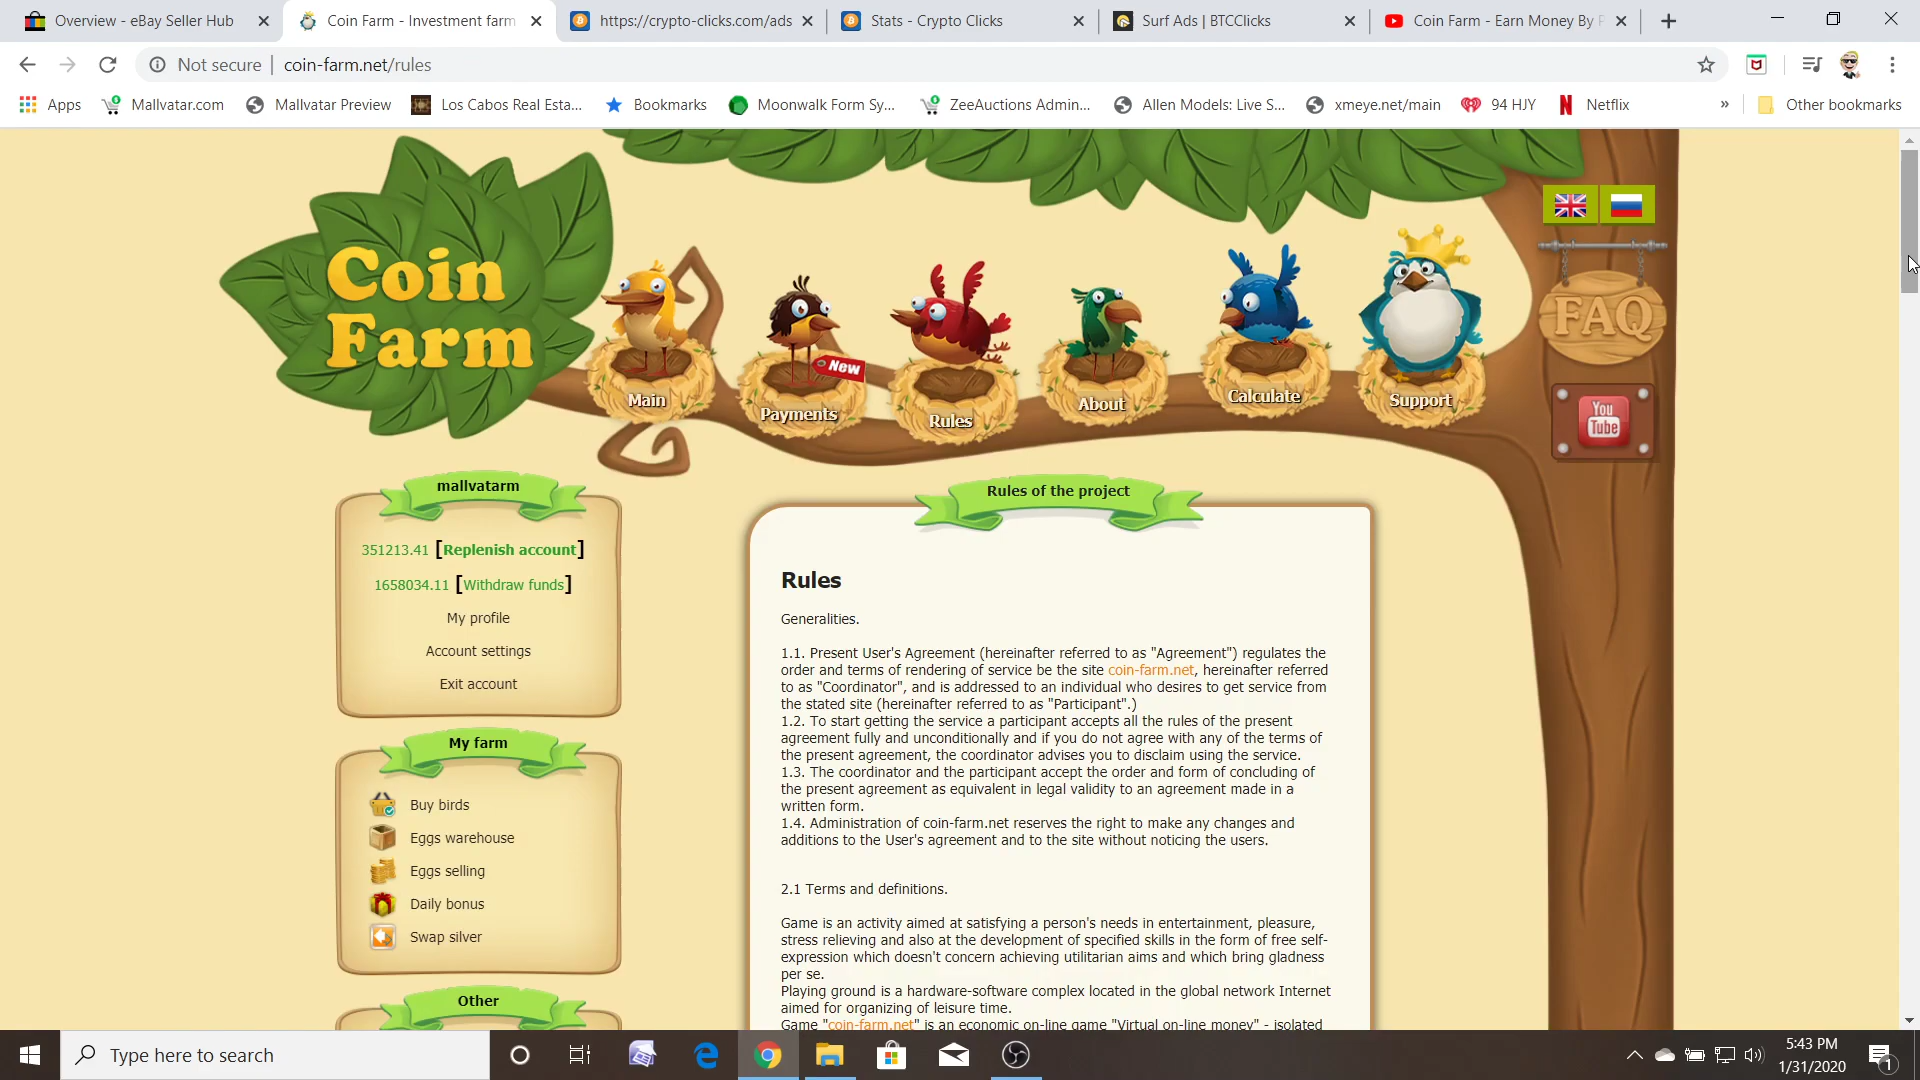 Overview - eBay Seller Hub
Coin Farm - Investment farm
https://crypto-clicks.com/ads
Stats - Crypto Clicks
Surf Ads | BTCClicks
Coin Farm - Earn Money By
Not secure | coin-farm.net/rules
Apps
Mallvatar.com
Mallvatar Preview
Los Cabos Real Esta...
Bookmarks
Moonwalk Form Sy...
ZeeAuctions Admin...
Allen Models: Live S...
xmeye.net/main
94 HJY
Netflix
»
Other bookmarks
Coin
Farm
Main
Payments
New
Rules
About
Calculate
Support
FAQ
You
Tube
mallvatarm
351213.41 [Replenish account]
1658034.11 [Withdraw funds]
My profile
Account settings
Exit account
My farm
Buy birds
Eggs warehouse
Eggs selling
Daily bonus
Swap silver
Other
Rules of the project
Rules
Generalities.
1.1. Present User's Agreement (hereinafter referred to as "Agreement") regulates the
order and terms of rendering of service be the site coin-farm.net, hereinafter referred
to as "Coordinator", and is addressed to an individual who desires to get service from
the stated site (hereinafter referred to as "Participant".)
1.2. To start getting the service a participant accepts all the rules of the present
agreement fully and unconditionally and if you do not agree with any of the terms of
the present agreement, the coordinator advises you to disclaim using the service.
1.3. The coordinator and the participant accept the order and form of concluding of
the present agreement as equivalent in legal validity to an agreement made in a
written form.
1.4. Administration of coin-farm.net reserves the right to make any changes and
additions to the User's agreement and to the site without noticing the users.
2.1 Terms and definitions.
Game is an activity aimed at satisfying a person's needs in entertainment, pleasure,
stress relieving and also at the development of specified skills in the form of free self-
expression which doesn't concern achieving utilitarian aims and which bring gladness
per se.
Playing ground is a hardware-software complex located in the global network Internet
aimed for organizing of leisure time.
Game "coin-farm.net" is an economic on-line game "Virtual on-line money" - isolated
Type here to search
5:43 PM
1/31/2020
1